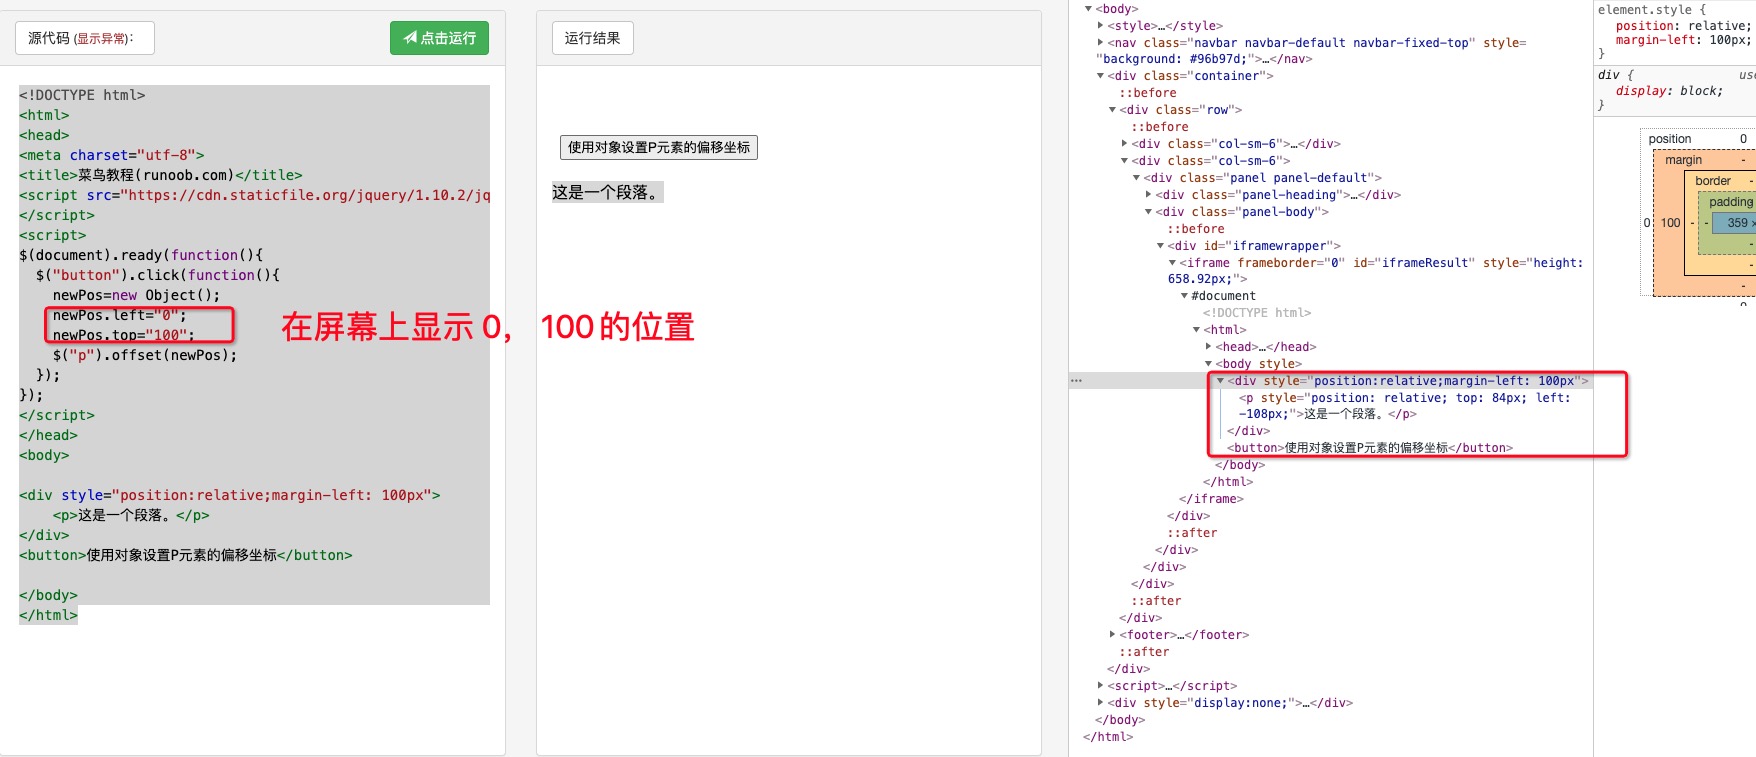 源代码 (显示异常):
点击运行
<!DOCTYPE html>
<html>
<head>
<meta charset="utf-8">
<title>菜鸟教程(runoob.com)</title>
<script src="https://cdn.staticfile.org/jquery/1.10.2/jq
</script>
<script>
$(document).ready(function(){
$("button").click(function(){
newPos=new Object();
newPos.left="0";
newPos.top="100";
$("p").offset(newPos);
});
});
</script>
</head>
<body>
<div style="position:relative;margin-left: 100px">
<p>这是一个段落。</p>
</div>
<button>使用对象设置P元素的偏移坐标</button>
</body>
</html>
在屏幕上显示 0， 100 的位置
运行结果
使用对象设置P元素的偏移坐标
这是一个段落。
<body>
<style>…</style>
<nav class="navbar navbar-default navbar-fixed-top" style=
"background: #96b97d;">…</nav>
<div class="container">
::before
<div class="row">
::before
<div class="col-sm-6">…</div>
<div class="col-sm-6">
<div class="panel panel-default">
<div class="panel-heading">…</div>
<div class="panel-body">
::before
<div id="iframewrapper">
<iframe frameborder="0" id="iframeResult" style="height:
658.92px;">
#document
<!DOCTYPE html>
<html>
<head>…</head>
<body style>
<div style="position:relative;margin-left: 100px">
<p style="position: relative; top: 84px; left:
-108px;">这是一个段落。</p>
</div>
<button>使用对象设置P元素的偏移坐标</button>
</body>
</html>
</iframe>
</div>
::after
</div>
</div>
</div>
::after
</div>
<footer>…</footer>
::after
</div>
<script>…</script>
<div style="display:none;">…</div>
</body>
</html>
element.style {
position: relative;
margin-left: 100px;
}
div {
display: block;
}
position 0
margin -
border -
padding
0 100 - - 359 ×
-
-
-